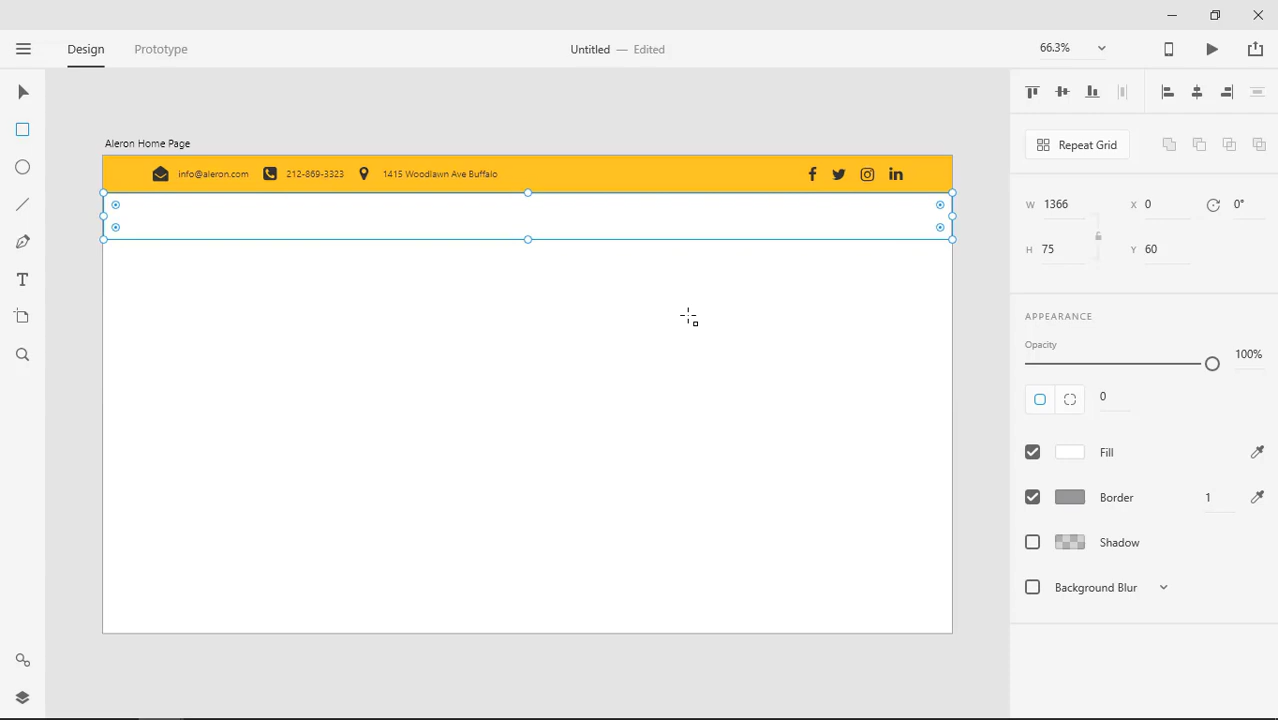 Design Prototype Untitled — Edited 66.3%
Aleron Home Page
info@aleron.com 212-869-3323 1415 Woodlawn Ave Buffalo
Repeat Grid
W 1366 X 0 0°
H 75 Y 60
APPEARANCE
Opacity
100%
0
Fill
Border 1
Shadow
Background Blur